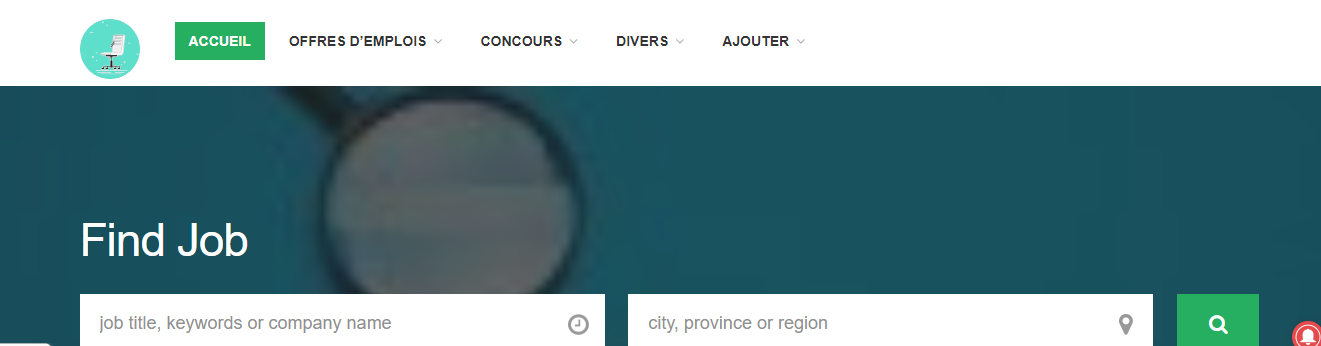 ACCUEIL OFFRES D’EMPLOIS CONCOURS DIVERS AJOUTER
Find Job
job title, keywords or company name city, province or region